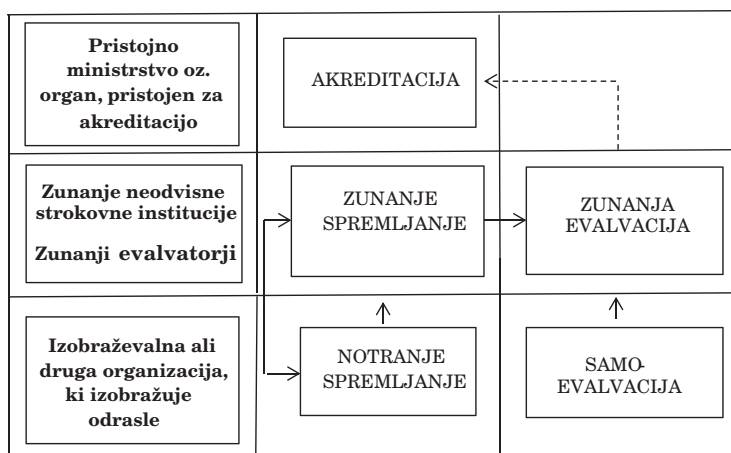 Pristojno
ministrstvo oz.
organ, pristojen za
akreditacijo
AKREDITACIJA
Zunanje neodvisne
strokovne institucije
Zunanji evalvatorji
ZUNANJE
SPREMLJANJE
ZUNANJA
EVALVACIJA
Izobraževalna ali
druga organizacija,
ki izobražuje
odrasle
NOTRANJE
SPREMLJANJE
SAMO-
EVALVACIJA